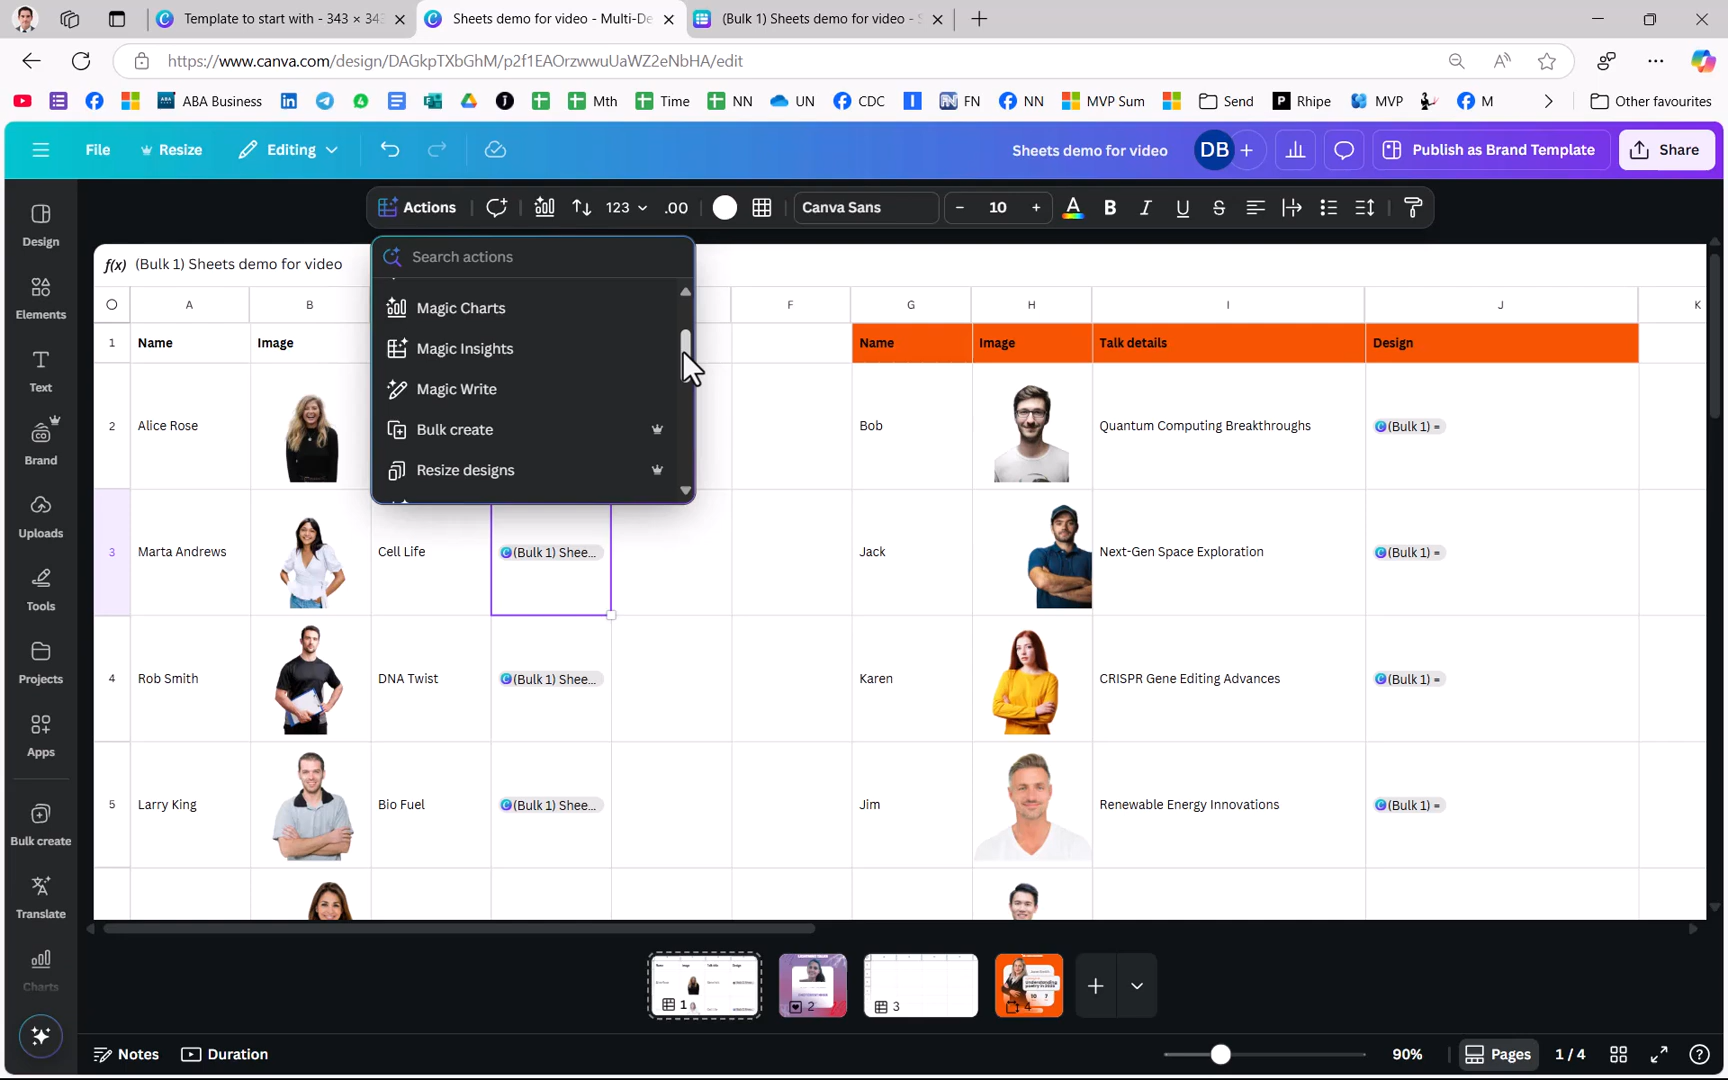 Template to start with - 343 × 343
Sheets demo for video - Multi-De
(Bulk 1) Sheets demo for video - S
https://www.canva.com/design/DAGkpTXbGhM/p2f1EAOrzwwuUaWZ2eNbHA/edit
ABA Business
Mth
Time
NN
UN
CDC
FN
NN
MVP Sum
Send
Rhipe
MVP
M
Other favourites
File
Resize
Editing
Sheets demo for video
DB
Publish as Brand Template
Share
Actions
123
.00
Canva Sans
10
Design
Elements
Text
Brand
Uploads
Tools
Projects
Apps
Bulk create
Translate
Charts
f(x) (Bulk 1) Sheets demo for video
Search actions
Magic Charts
Magic Insights
Magic Write
Bulk create
Resize designs
A B F G H I J K
1 Name Image Name Image Talk details Design
2 Alice Rose Bob Quantum Computing Breakthroughs (Bulk 1) =
3 Marta Andrews Cell Life (Bulk 1) Shee... Jack Next-Gen Space Exploration (Bulk 1) =
4 Rob Smith DNA Twist (Bulk 1) Shee... Karen CRISPR Gene Editing Advances (Bulk 1) =
5 Larry King Bio Fuel (Bulk 1) Shee... Jim Renewable Energy Innovations (Bulk 1) =
1
2
3
4
Notes
Duration
90%
Pages
1 / 4